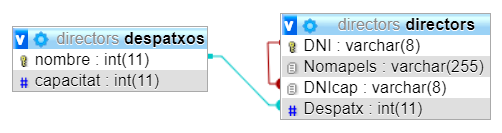 directors despatxos
nombre : int(11)
capacitat : int(11)
directors directors
DNI : varchar(8)
Nomapels : varchar(255)
DNIcap : varchar(8)
Despatx : int(11)